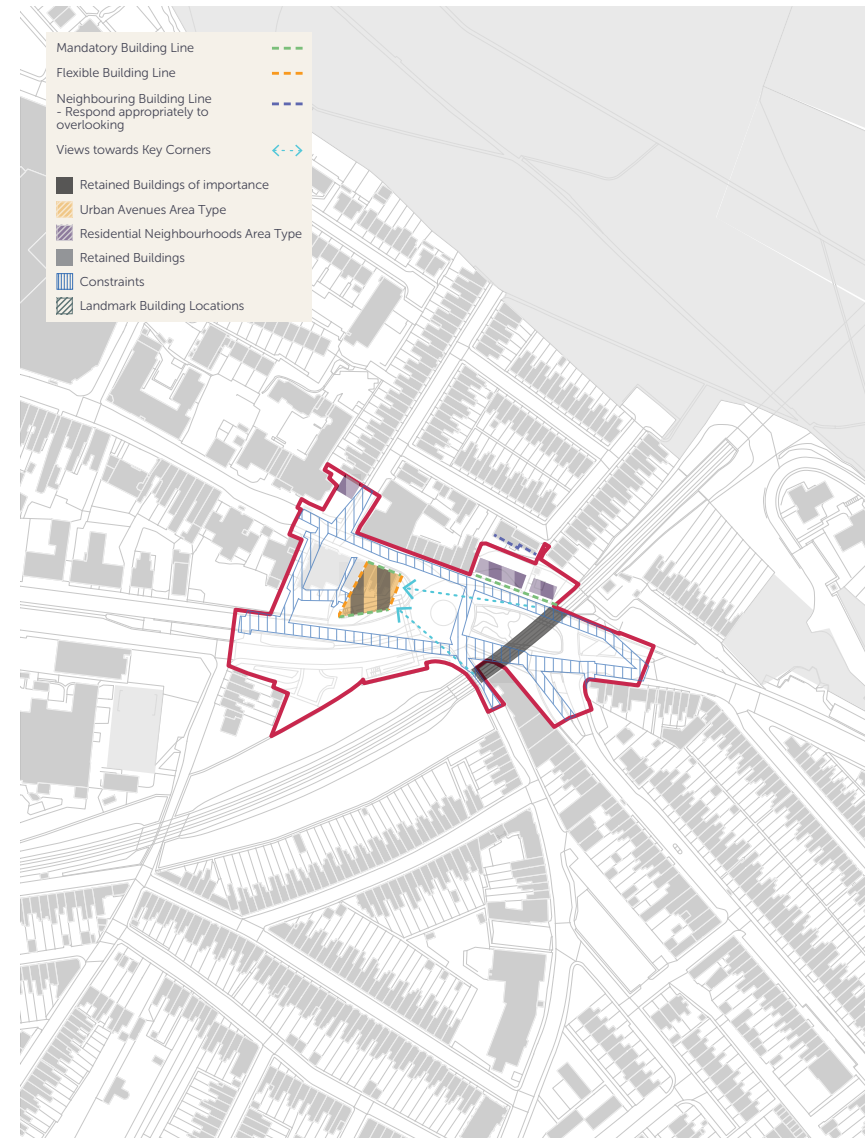 Mandatory Building Line
Flexible Building Line
Neighbouring Building Line
- Respond appropriately to
overlooking
Views towards Key Corners
Retained Buildings of importance
Urban Avenues Area Type
Residential Neighbourhoods Area Type
Retained Buildings
Constraints
Landmark Building Locations